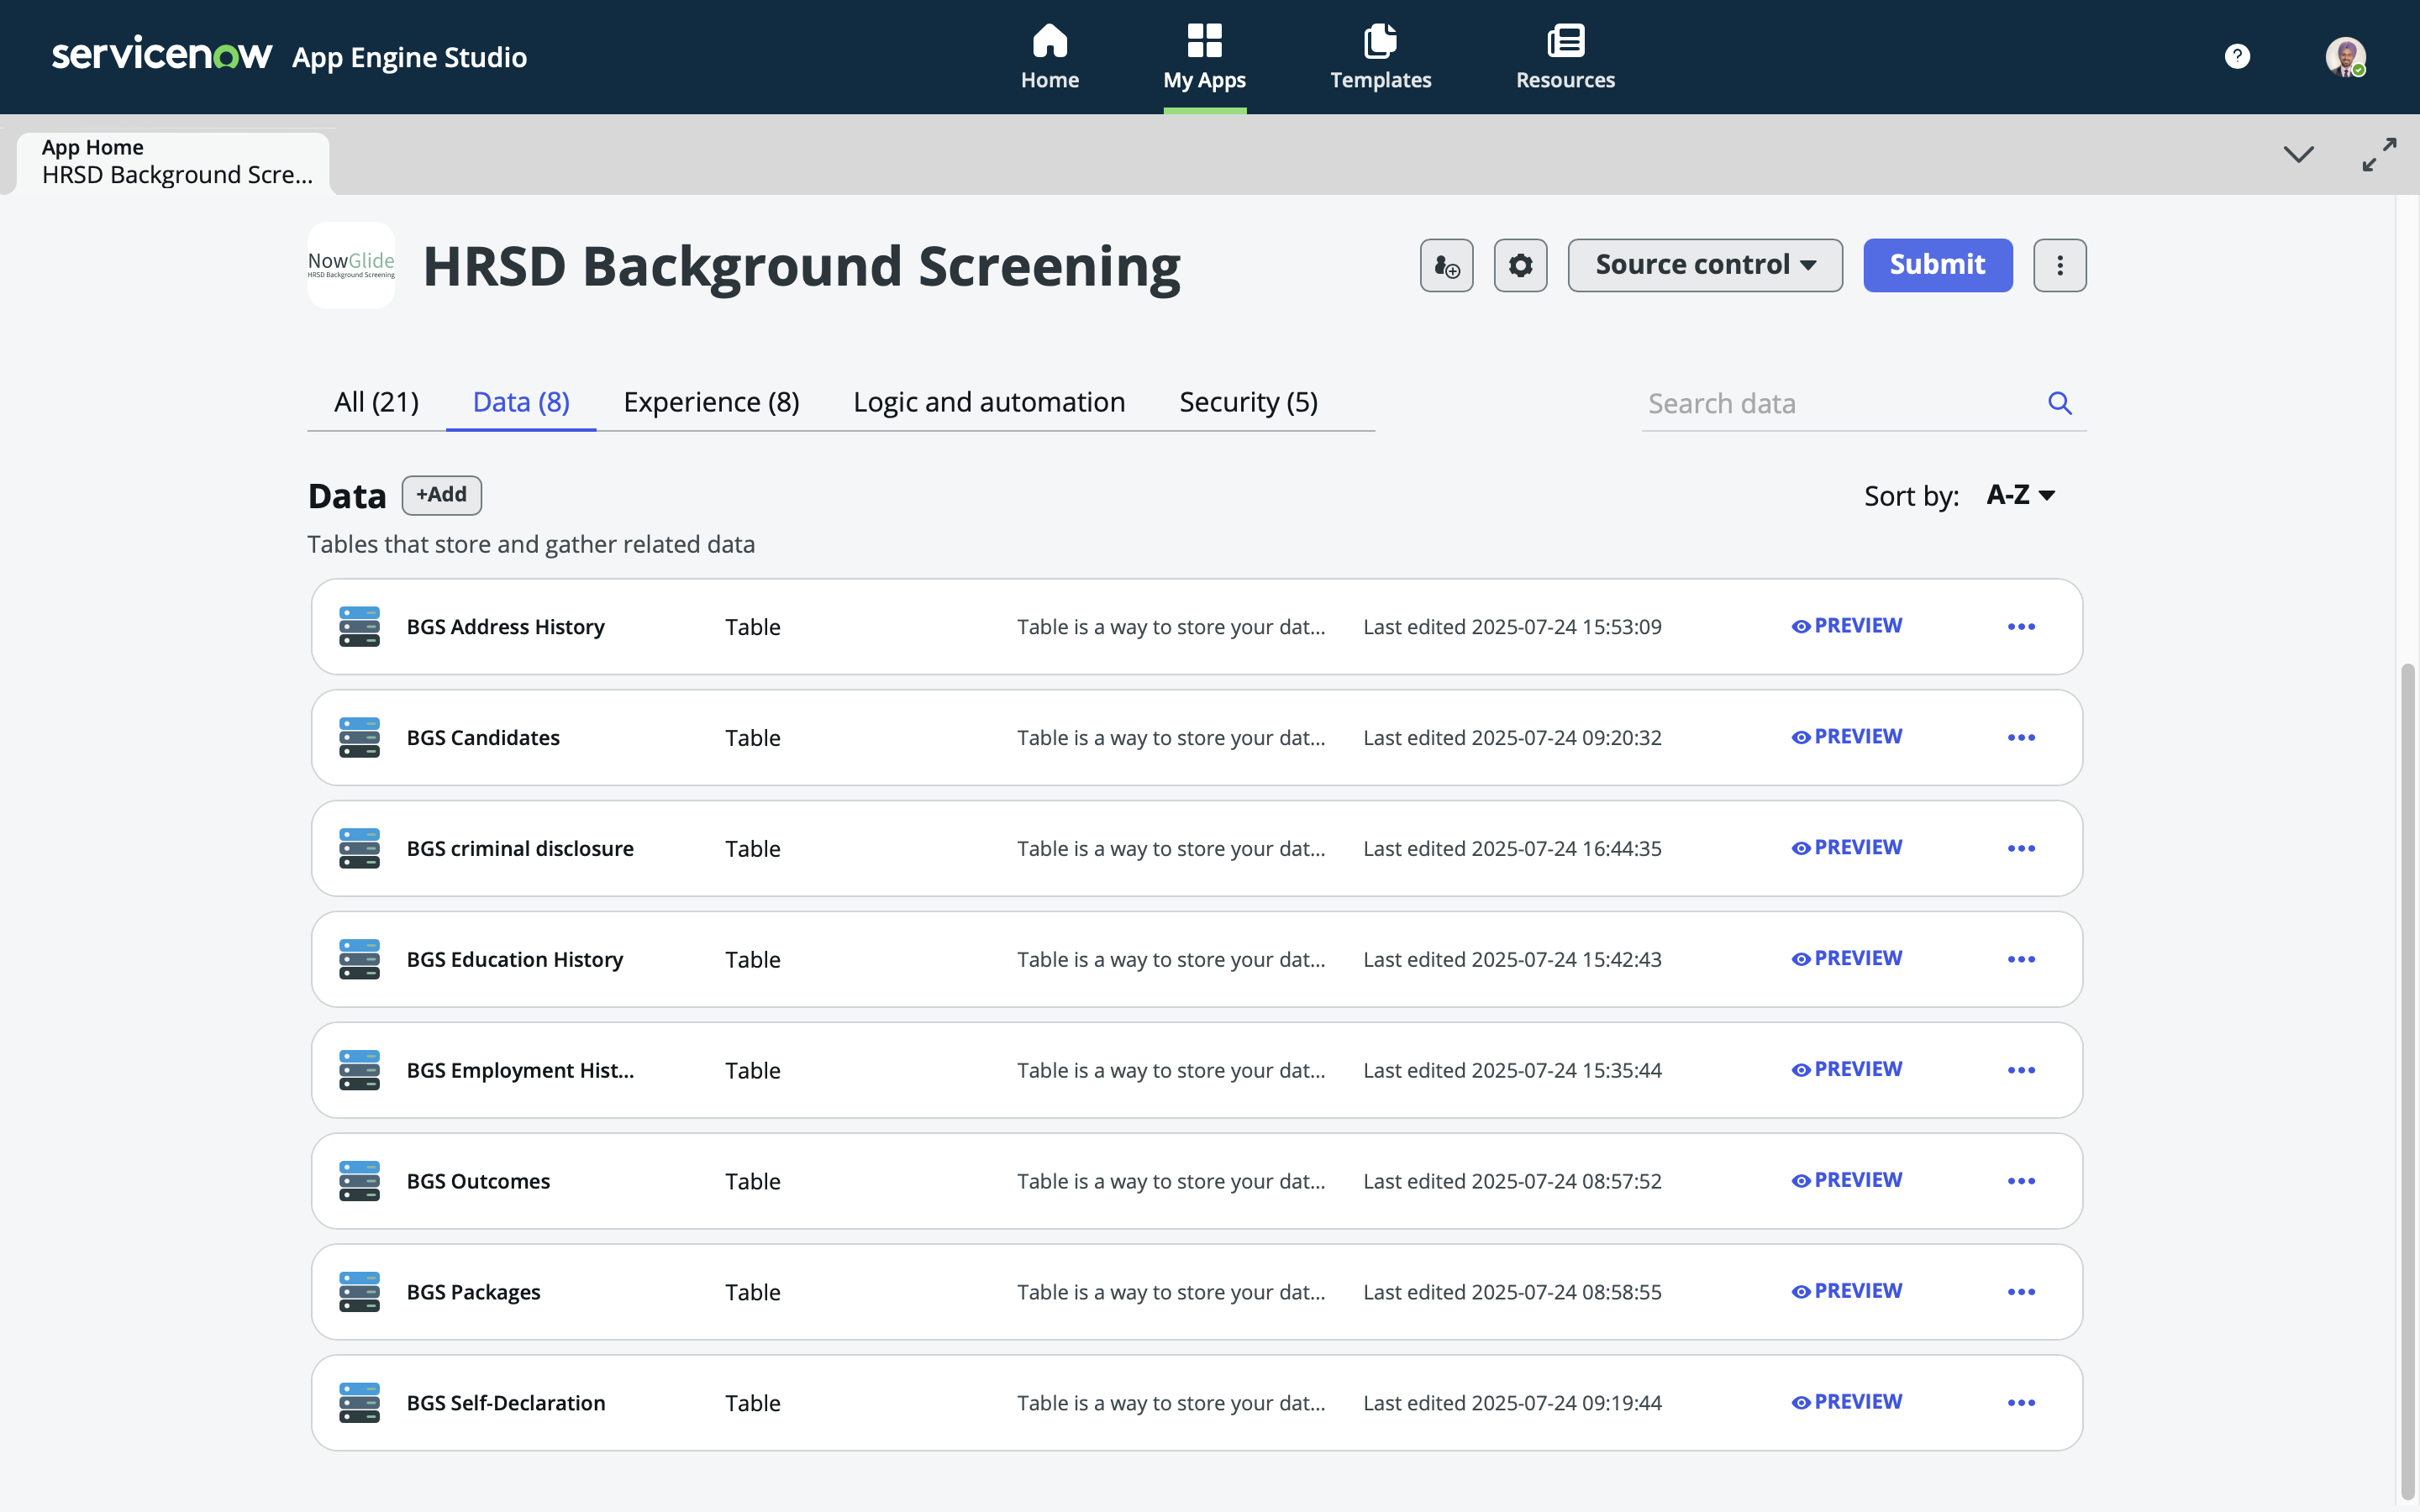 servicenow App Engine Studio
Home
My Apps
Templates
Resources
App Home
HRSD Background Scre...
NowGlide
HRSD Background Screening
HRSD Background Screening
Source control
Submit
All (21)
Data (8)
Experience (8)
Logic and automation
Security (5)
Search data
Data
+Add
Sort by: A-Z
Tables that store and gather related data
BGS Address History Table Table is a way to store your dat... Last edited 2025-07-24 15:53:09 PREVIEW
BGS Candidates Table Table is a way to store your dat... Last edited 2025-07-24 09:20:32 PREVIEW
BGS criminal disclosure Table Table is a way to store your dat... Last edited 2025-07-24 16:44:35 PREVIEW
BGS Education History Table Table is a way to store your dat... Last edited 2025-07-24 15:42:43 PREVIEW
BGS Employment Hist... Table Table is a way to store your dat... Last edited 2025-07-24 15:35:44 PREVIEW
BGS Outcomes Table Table is a way to store your dat... Last edited 2025-07-24 08:57:52 PREVIEW
BGS Packages Table Table is a way to store your dat... Last edited 2025-07-24 08:58:55 PREVIEW
BGS Self-Declaration Table Table is a way to store your dat... Last edited 2025-07-24 09:19:44 PREVIEW